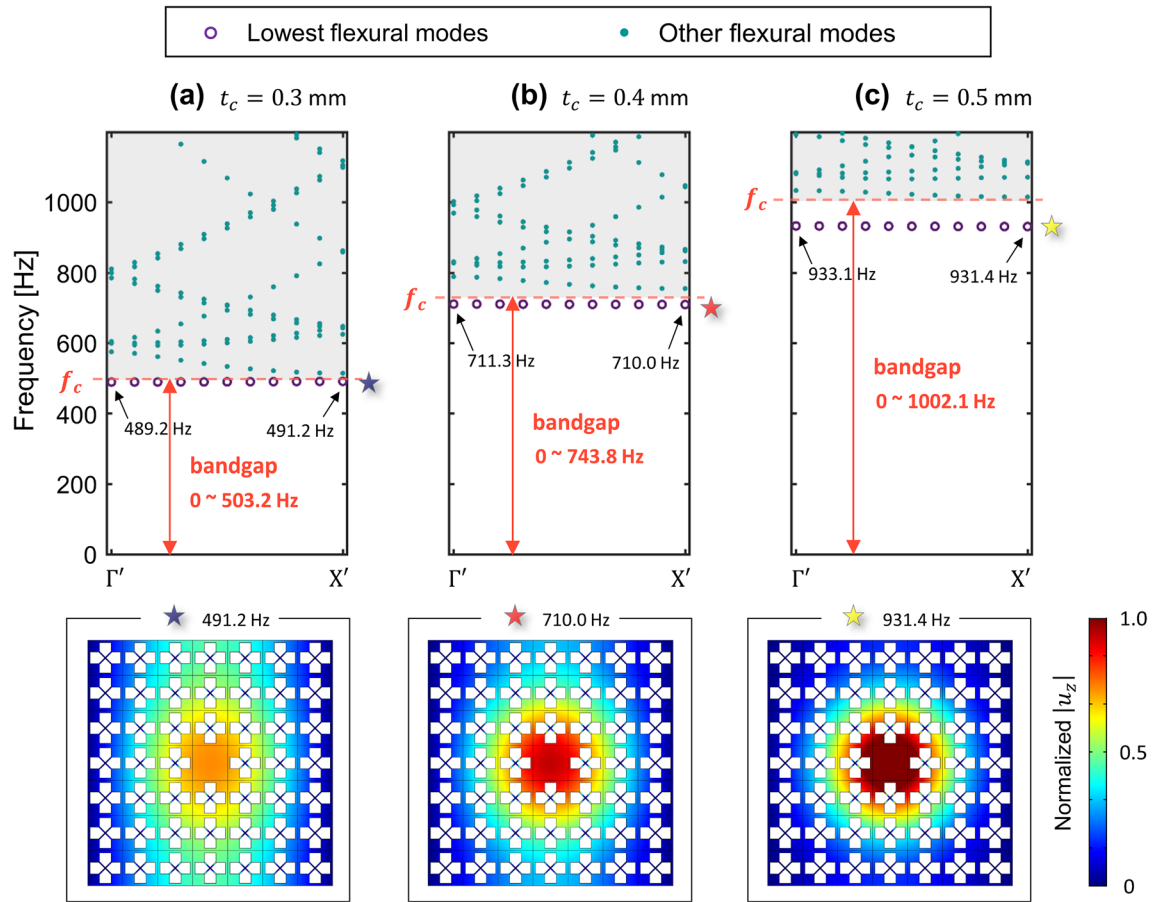 Lowest flexural modes Other flexural modes
(a) t_c = 0.3 mm (b) t_c = 0.4 mm (c) t_c = 0.5 mm
Frequency [Hz]
1000
800
600
400
200
0
f_c
489.2 Hz 491.2 Hz
bandgap
0 ~ 503.2 Hz
Γ′ X′
f_c
711.3 Hz 710.0 Hz
bandgap
0 ~ 743.8 Hz
Γ′ X′
f_c
933.1 Hz 931.4 Hz
bandgap
0 ~ 1002.1 Hz
Γ′ X′
491.2 Hz 710.0 Hz 931.4 Hz
Normalized |u_z|
1.0
0.5
0